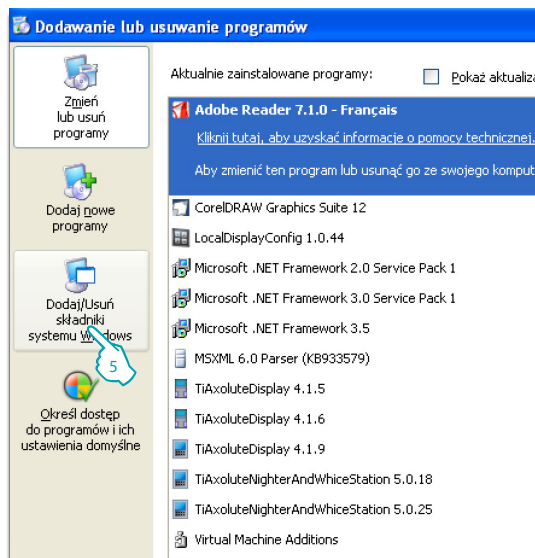 Dodawanie lub usuwanie programów
Zmień
lub usuń
programy
Dodaj nowe
programy
Dodaj/Usuń
składniki
systemu Windows
5
Określ dostęp
do programów i ich
ustawienia domyślne
Aktualnie zainstalowane programy:
Pokaż aktualiza
Adobe Reader 7.1.0 - Français
Kliknij tutaj, aby uzyskać informacje o pomocy technicznej.
Aby zmienić ten program lub usunąć go ze swojego komput
CorelDRAW Graphics Suite 12
LocalDisplayConfig 1.0.44
Microsoft .NET Framework 2.0 Service Pack 1
Microsoft .NET Framework 3.0 Service Pack 1
Microsoft .NET Framework 3.5
MSXML 6.0 Parser (KB933579)
TiAxoluteDisplay 4.1.5
TiAxoluteDisplay 4.1.6
TiAxoluteDisplay 4.1.9
TiAxoluteNighterAndWhiceStation 5.0.18
TiAxoluteNighterAndWhiceStation 5.0.25
Virtual Machine Additions